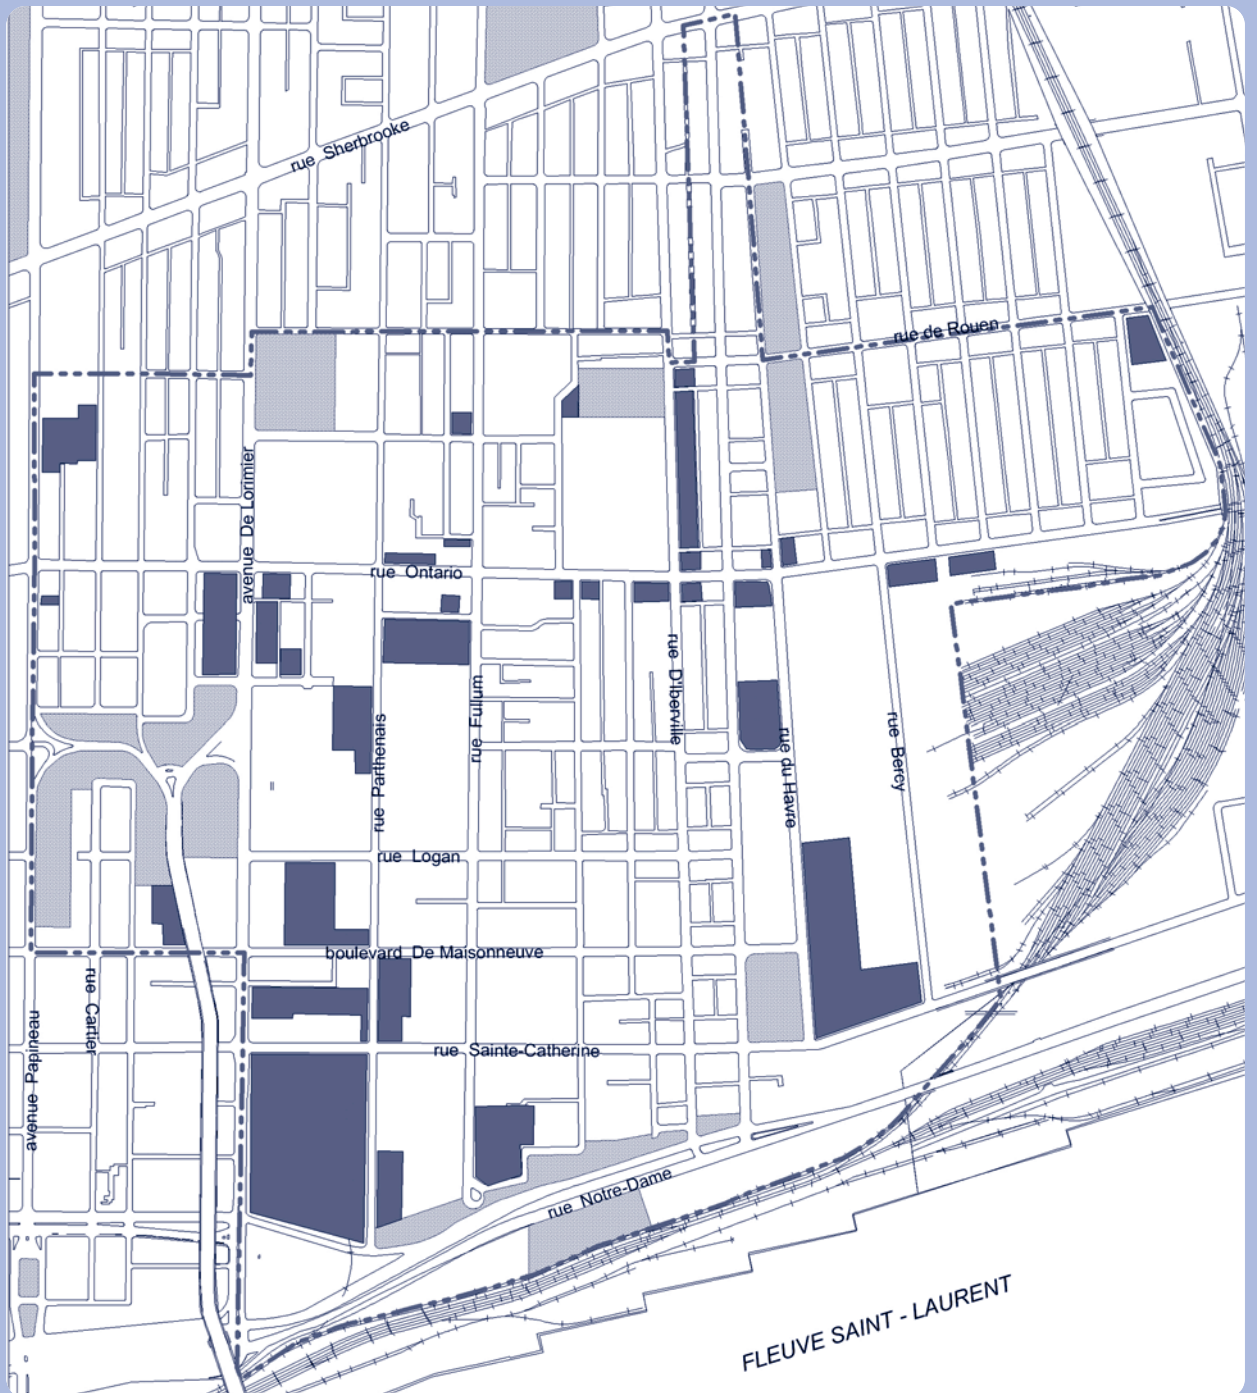 rue Sherbrooke
rue de Rouen
avenue De Lorimier
rue Ontario
rue D'Iberville
rue Fullum
rue Parthenais
rue du Havre
rue Bercy
rue Logan
boulevard De Maisonneuve
rue Cartier
avenue Papineau
rue Sainte-Catherine
rue Notre-Dame
FLEUVE SAINT - LAURENT